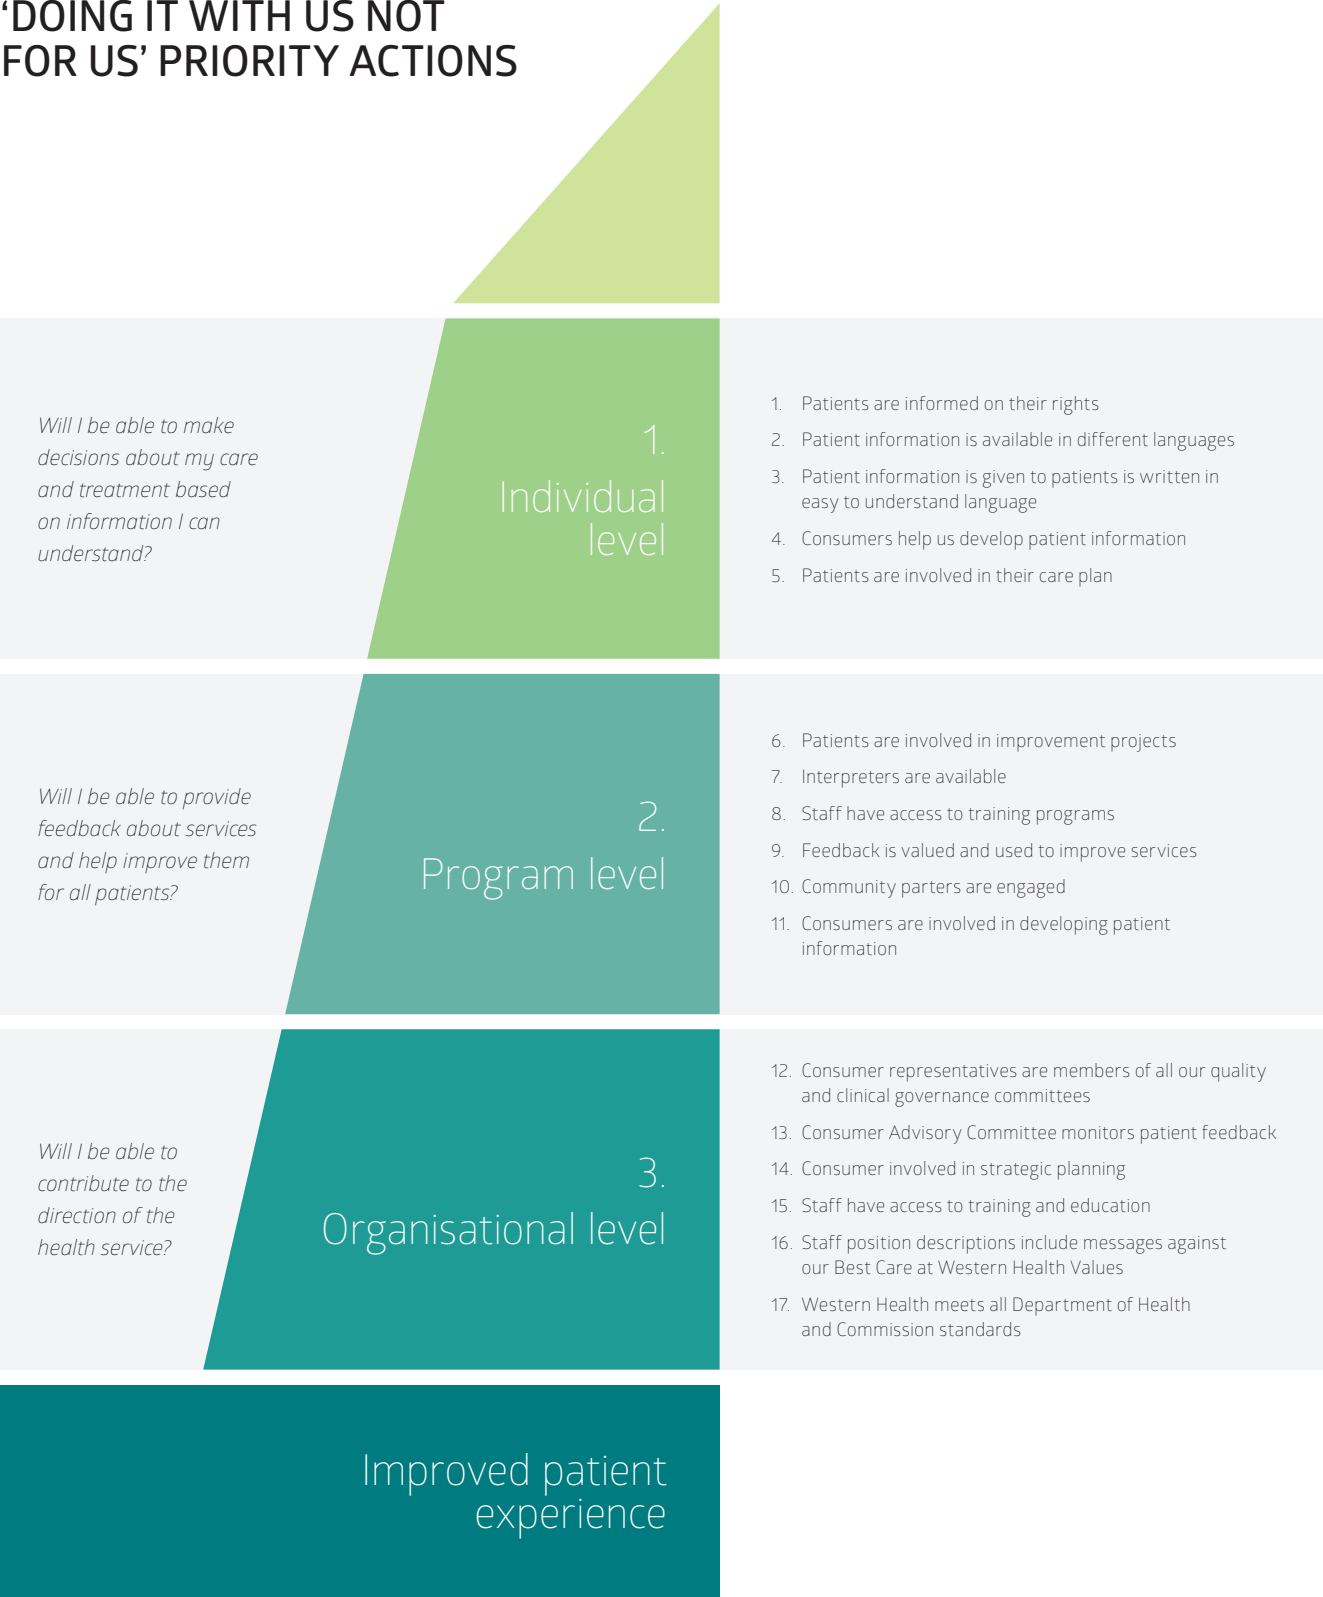 ‘DOING IT WITH US NOT
FOR US’ PRIORITY ACTIONS
Will I be able to make
decisions about my care
and treatment based
on information I can
understand?
1.
Individual
level
1. Patients are informed on their rights
2. Patient information is available in different languages
3. Patient information is given to patients is written in
easy to understand language
4. Consumers help us develop patient information
5. Patients are involved in their care plan
Will I be able to provide
feedback about services
and help improve them
for all patients?
2.
Program level
6. Patients are involved in improvement projects
7. Interpreters are available
8. Staff have access to training programs
9. Feedback is valued and used to improve services
10. Community parters are engaged
11. Consumers are involved in developing patient
information
Will I be able to
contribute to the
direction of the
health service?
3.
Organisational level
12. Consumer representatives are members of all our quality
and clinical governance committees
13. Consumer Advisory Committee monitors patient feedback
14. Consumer involved in strategic planning
15. Staff have access to training and education
16. Staff position descriptions include messages against
our Best Care at Western Health Values
17. Western Health meets all Department of Health
and Commission standards
Improved patient
experience